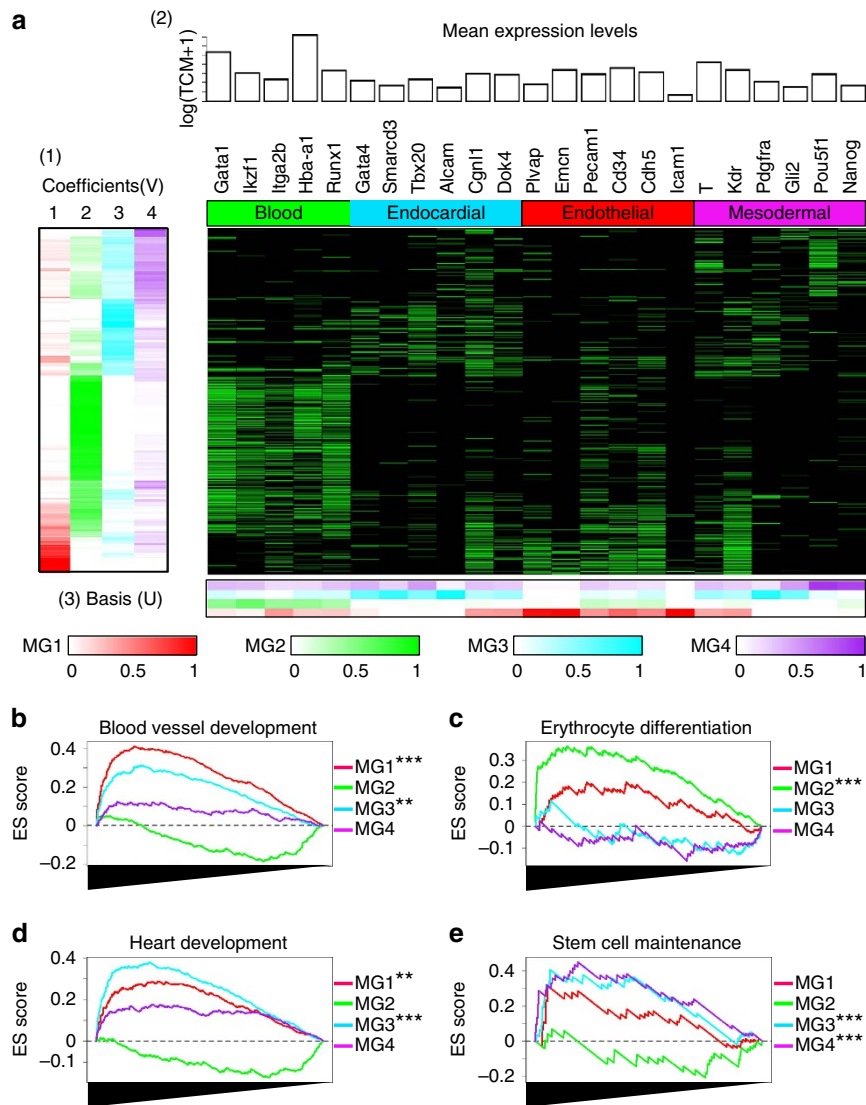 a
(2)
Mean expression levels
log(TCM+1)
(1)
Coefficients(V)
1 2 3 4
Gata1 Ikzf1 Itga2b Hba-a1 Runx1 Gata4 Smarcd3 Tbx20 Alcam Cgnl1 Dok4 Plvap Emcn Pecam1 Cd34 Cdh5 Icam1 T Kdr Pdgfra Gli2 Pou5f1 Nanog
Blood Endocardial Endothelial Mesodermal
(3) Basis (U)
MG1 MG2 MG3 MG4
0 0.5 1 0 0.5 1 0 0.5 1 0 0.5 1
b
Blood vessel development
ES score
0.4
0.2
0
−0.2
MG1***
MG2
MG3**
MG4
c
Erythrocyte differentiation
ES score
0.3
0.2
0.1
0
−0.1
MG1
MG2***
MG3
MG4
d
Heart development
ES score
0.4
0.2
0
−0.1
MG1**
MG2
MG3***
MG4
e
Stem cell maintenance
ES score
0.4
0.2
0
−0.2
MG1
MG2
MG3***
MG4***